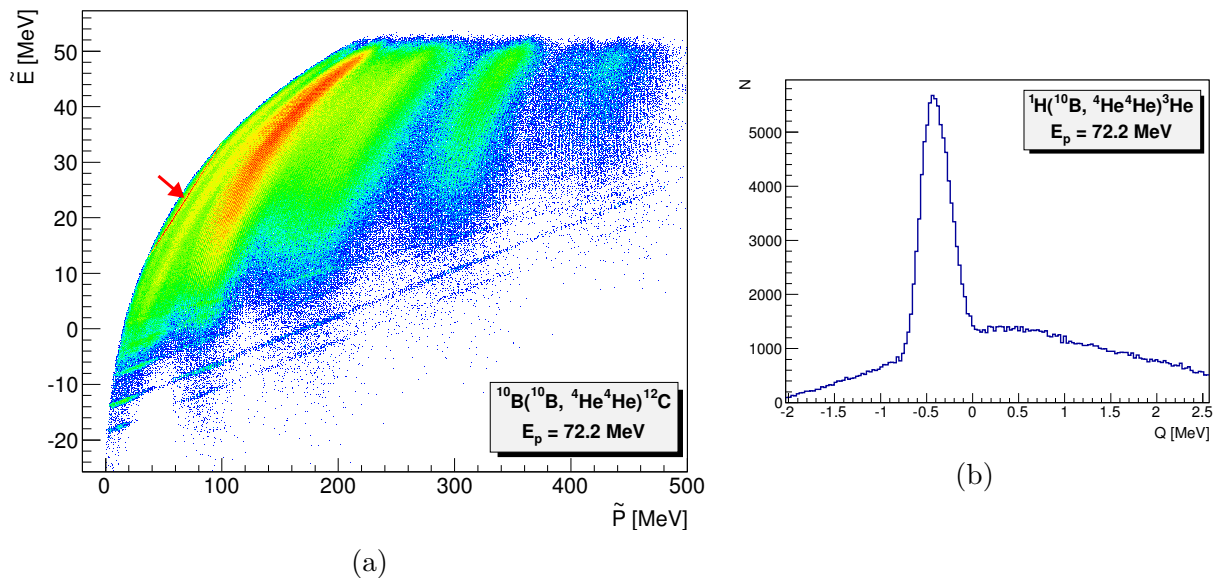 Ẽ [MeV]
50
40
30
20
10
0
-10
-20
0 100 200 300 400 500
P̃ [MeV]
¹⁰B(¹⁰B, ⁴He⁴He)¹²C
Eₚ = 72.2 MeV
(a)
N
5000
4000
3000
2000
1000
0
-2 -1.5 -1 -0.5 0 0.5 1 1.5 2 2.5
Q [MeV]
¹H(¹⁰B, ⁴He⁴He)³He
Eₚ = 72.2 MeV
(b)